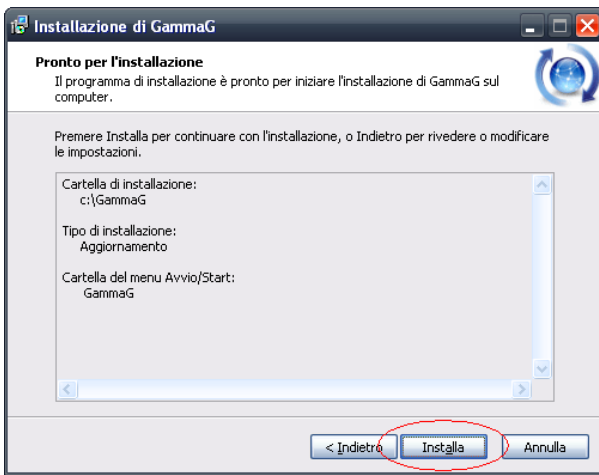 Installazione di GammaG
Pronto per l'installazione
Il programma di installazione è pronto per iniziare l'installazione di GammaG sul
computer.
Premere Installa per continuare con l'installazione, o Indietro per rivedere o modificare
le impostazioni.
Cartella di installazione:
c:\GammaG
Tipo di installazione:
Aggiornamento
Cartella del menu Avvio/Start:
GammaG
< Indietro
Installa
Annulla